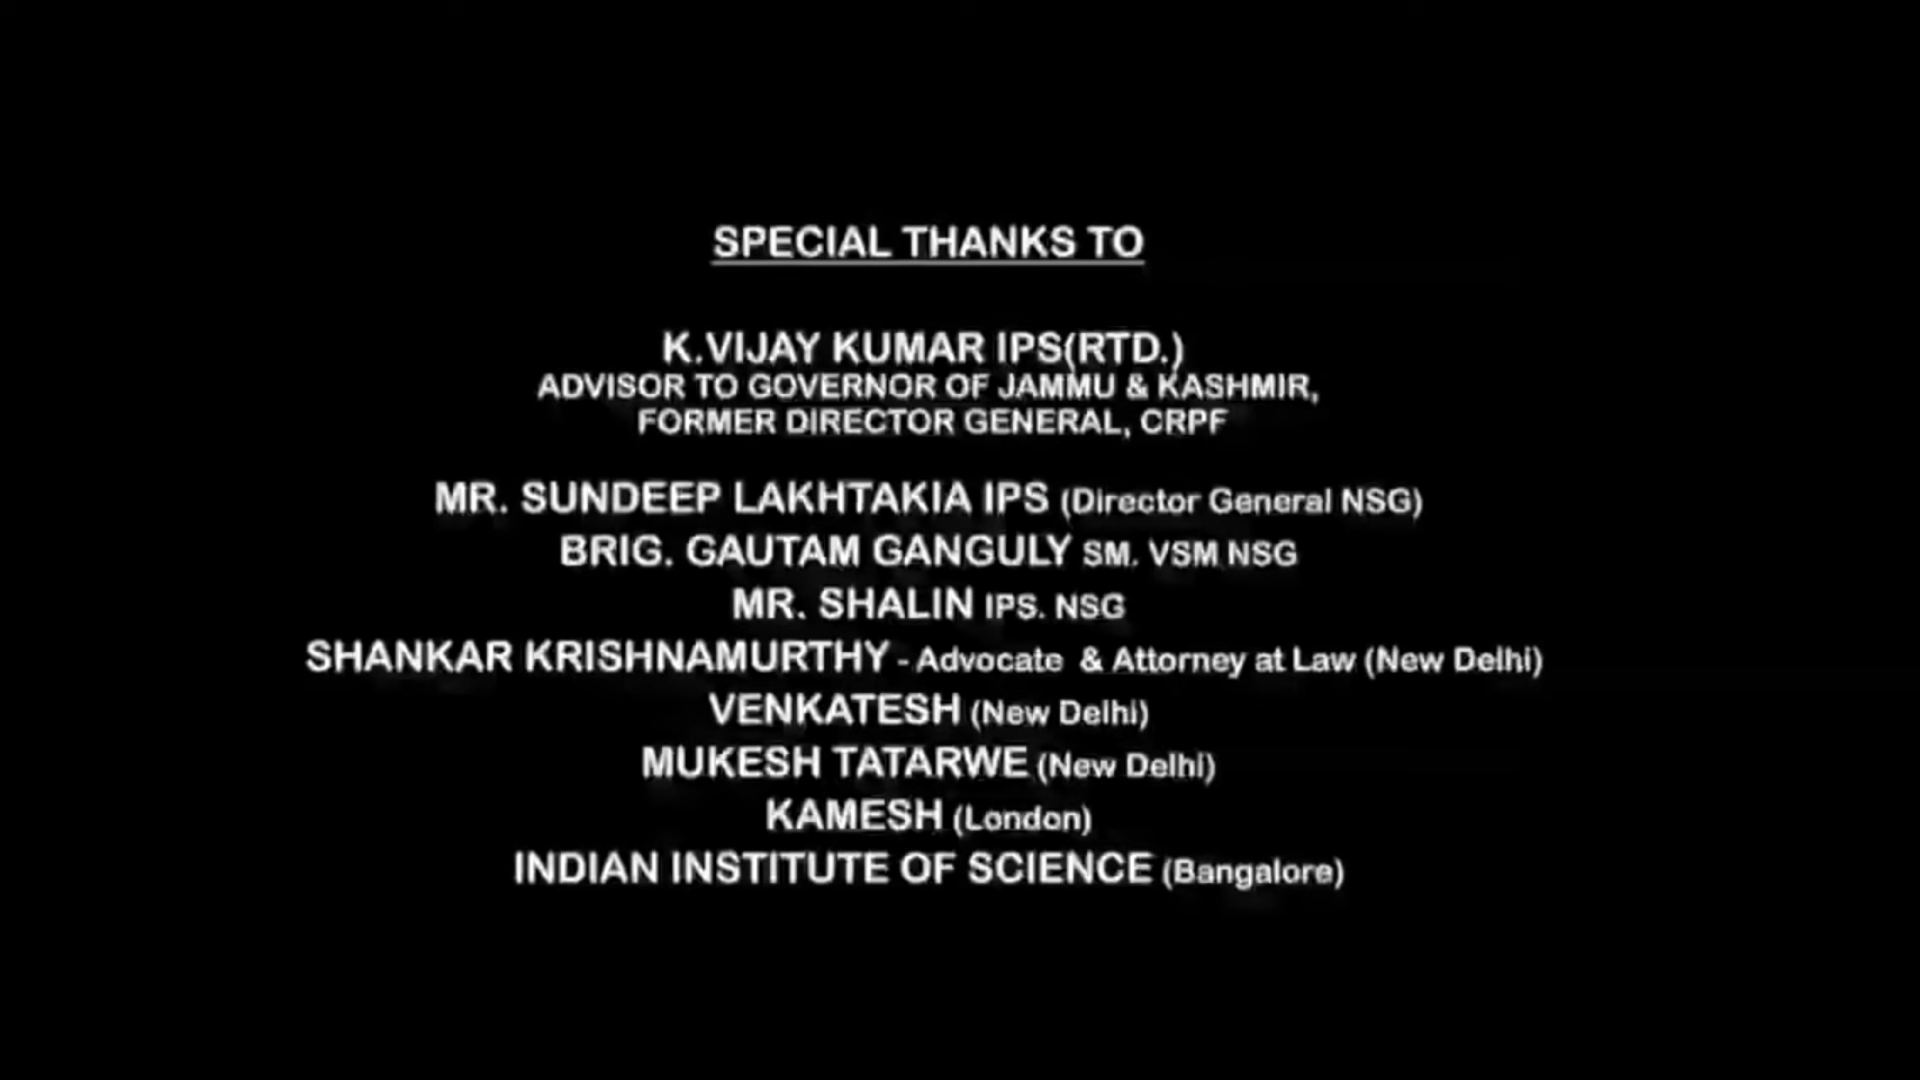 SPECIAL THANKS TO
K.VIJAY KUMAR IPS(RTD.)
ADVISOR TO GOVERNOR OF JAMMU & KASHMIR,
FORMER DIRECTOR GENERAL, CRPF
MR. SUNDEEP LAKHTAKIA IPS (Director General NSG)
BRIG. GAUTAM GANGULY SM. VSM NSG
MR. SHALIN IPS. NSG
SHANKAR KRISHNAMURTHY - Advocate & Attorney at Law (New Delhi)
VENKATESH (New Delhi)
MUKESH TATARWE (New Delhi)
KAMESH (London)
INDIAN INSTITUTE OF SCIENCE (Bangalore)